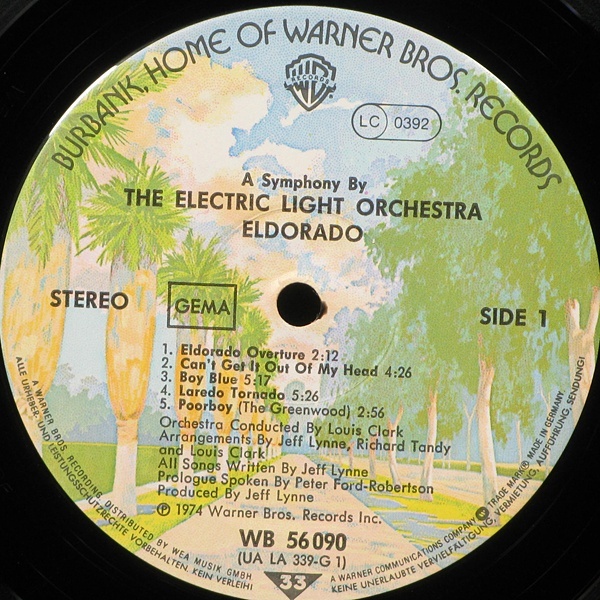 BURBANK, HOME OF WARNER BROS. RECORDS
RECORDS
LC 0392
A Symphony By
THE ELECTRIC LIGHT ORCHESTRA
ELDORADO
STEREO
GEMA
SIDE 1
1. Eldorado Overture 2:12
2. Can't Get It Out Of My Head 4:26
3. Boy Blue 5:17
4. Laredo Tornado 5:26
5. Poorboy (The Greenwood) 2:56
Orchestra Conducted By Louis Clark
Arrangements By Jeff Lynne, Richard Tandy
and Louis Clark
All Songs Written By Jeff Lynne
Prologue Spoken By Peter Ford-Robertson
Produced By Jeff Lynne
℗ 1974 Warner Bros. Records Inc.
WB 56 090
(UA LA 339-G 1)
33
A WARNER BROS. RECORDING DISTRIBUTED BY WEA MUSIK GMBH
A WARNER COMMUNICATIONS COMPANY TRADE MARK® MADE IN GERMANY.
ALLE URHEBER- UND LEISTUNGSSCHUTZRECHTE VORBEHALTEN. KEIN VERLEIH!
KEINE UNERLAUBTE VERVIELFÄLTIGUNG, VERMIETUNG, AUFFÜHRUNG, SENDUNG!